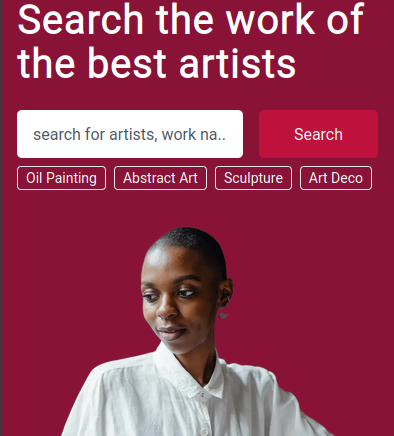 Search the work of
the best artists
search for artists, work na..
Search
Oil Painting
Abstract Art
Sculpture
Art Deco